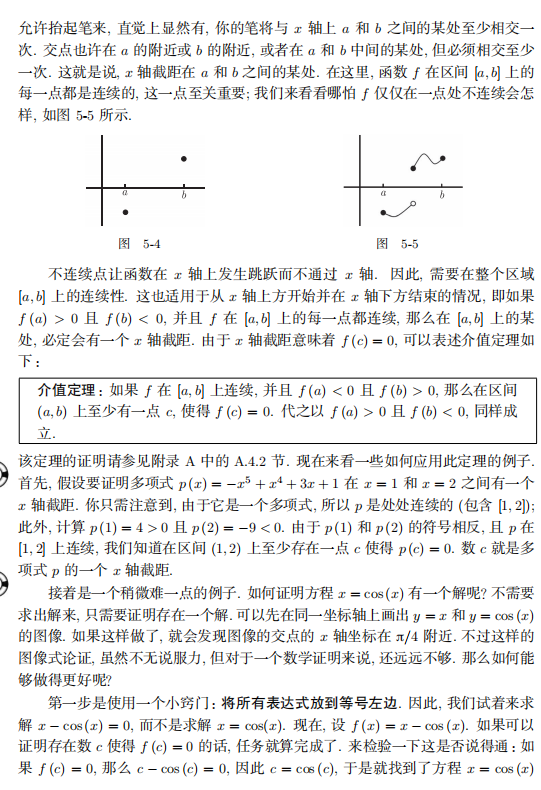 允许抬起笔来, 直觉上显然有, 你的笔将与 x 轴上 a 和 b 之间的某处至少相交一
次. 交点也许在 a 的附近或 b 的附近, 或者在 a 和 b 中间的某处, 但必须相交至少
一次. 这就是说, x 轴截距在 a 和 b 之间的某处. 在这里, 函数 f 在区间 [a, b] 上的
每一点都是连续的, 这一点至关重要; 我们来看看哪怕 f 仅仅在一点处不连续会怎
样, 如图 5-5 所示.
a b
a b
图 5-4
图 5-5
不连续点让函数在 x 轴上发生跳跃而不通过 x 轴. 因此, 需要在整个区域
[a, b] 上的连续性. 这也适用于从 x 轴上方开始并在 x 轴下方结束的情况, 即如果
f(a) > 0 且 f(b) < 0, 并且 f 在 [a, b] 上的每一点都连续, 那么在 [a, b] 上的某
处, 必定会有一个 x 轴截距. 由于 x 轴截距意味着 f(c) = 0, 可以表述介值定理如
下:
介值定理: 如果 f 在 [a, b] 上连续, 并且 f(a) < 0 且 f(b) > 0, 那么在区间
(a, b) 上至少有一点 c, 使得 f(c) = 0. 代之以 f(a) > 0 且 f(b) < 0, 同样成
立.
该定理的证明请参见附录 A 中的 A.4.2 节. 现在来看一些如何应用此定理的例子.
首先, 假设要证明多项式 p(x) = −x⁵ + x⁴ + 3x + 1 在 x = 1 和 x = 2 之间有一个
x 轴截距. 你只需注意到, 由于它是一个多项式, 所以 p 是处处连续的 (包含 [1, 2]);
此外, 计算 p(1) = 4 > 0 且 p(2) = −9 < 0. 由于 p(1) 和 p(2) 的符号相反, 且 p 在
[1, 2] 上连续, 我们知道在区间 (1, 2) 上至少存在一点 c 使得 p(c) = 0. 数 c 就是多
项式 p 的一个 x 轴截距.
接着是一个稍微难一点的例子. 如何证明方程 x = cos(x) 有一个解呢? 不需要
求出解来, 只需要证明存在一个解. 可以先在同一坐标轴上画出 y = x 和 y = cos(x)
的图像. 如果这样做了, 就会发现图像的交点的 x 轴坐标在 π/4 附近. 不过这样的
图像式论证, 虽然不无说服力, 但对于一个数学证明来说, 还远远不够. 那么如何能
够做得更好呢?
第一步是使用一个小窍门: 将所有表达式放到等号左边. 因此, 我们试着来求
解 x − cos(x) = 0, 而不是求解 x = cos(x). 现在, 设 f(x) = x − cos(x). 如果可以
证明存在数 c 使得 f(c) = 0 的话, 任务就算完成了. 来检验一下这是否说得通: 如
果 f(c) = 0, 那么 c − cos(c) = 0, 因此 c = cos(c), 于是就找到了方程 x = cos(x)